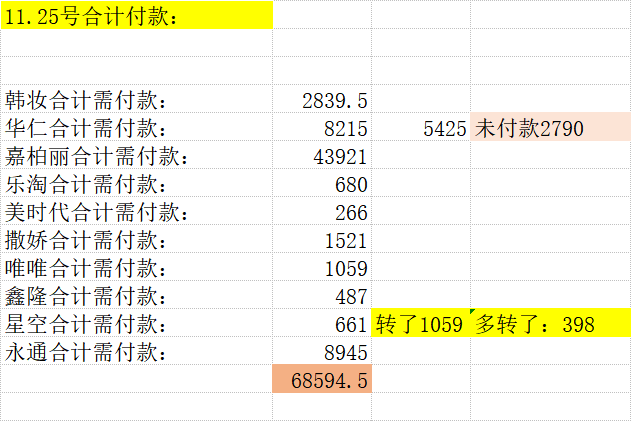 11.25号合计付款：
韩妆合计需付款： 2839.5
华仁合计需付款： 8215 5425 未付款2790
嘉柏丽合计需付款： 43921
乐淘合计需付款： 680
美时代合计需付款： 266
撒娇合计需付款： 1521
唯唯合计需付款： 1059
鑫隆合计需付款： 487
星空合计需付款： 661 转了1059 多转了：398
永通合计需付款： 8945
68594.5